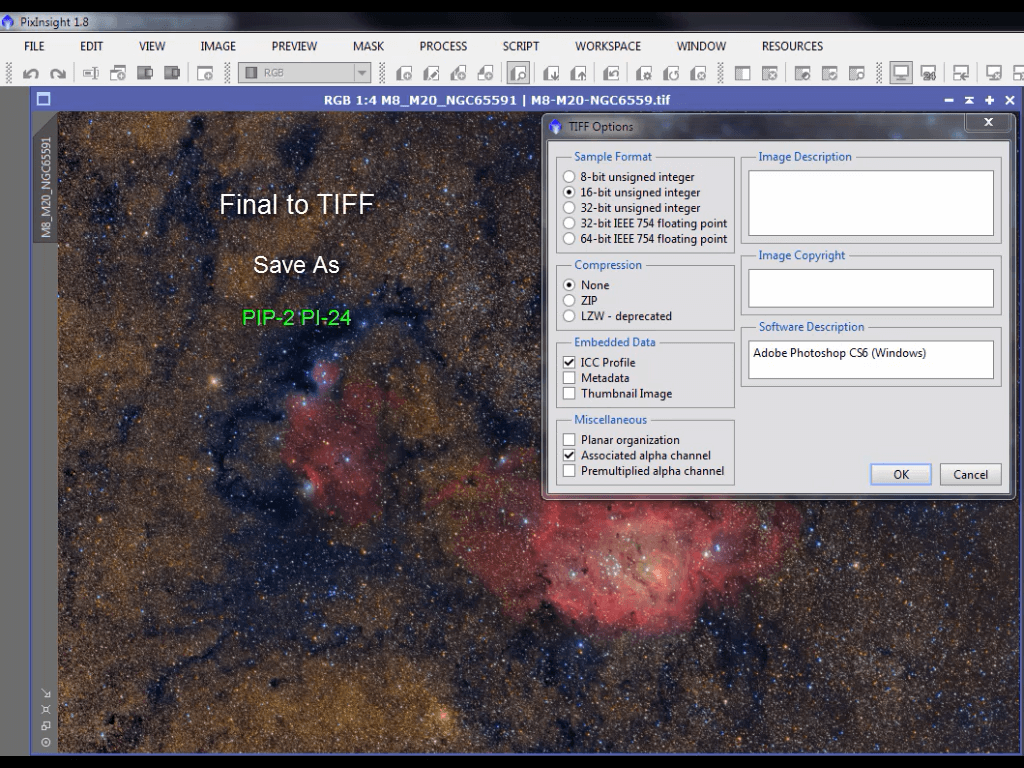 PixInsight 1.8
FILE EDIT VIEW IMAGE PREVIEW MASK PROCESS SCRIPT WORKSPACE WINDOW RESOURCES
RGB
RGB 1:4 M8_M20_NGC65591 | M8-M20-NGC6559.tif
M8_M20_NGC65591
Final to TIFF
Save As
PIP-2 PI-24
TIFF Options
Sample Format
8-bit unsigned integer
16-bit unsigned integer
32-bit unsigned integer
32-bit IEEE 754 floating point
64-bit IEEE 754 floating point
Compression
None
ZIP
LZW - deprecated
Embedded Data
ICC Profile
Metadata
Thumbnail Image
Miscellaneous
Planar organization
Associated alpha channel
Premultiplied alpha channel
Image Description
Image Copyright
Software Description
Adobe Photoshop CS6 (Windows)
OK Cancel